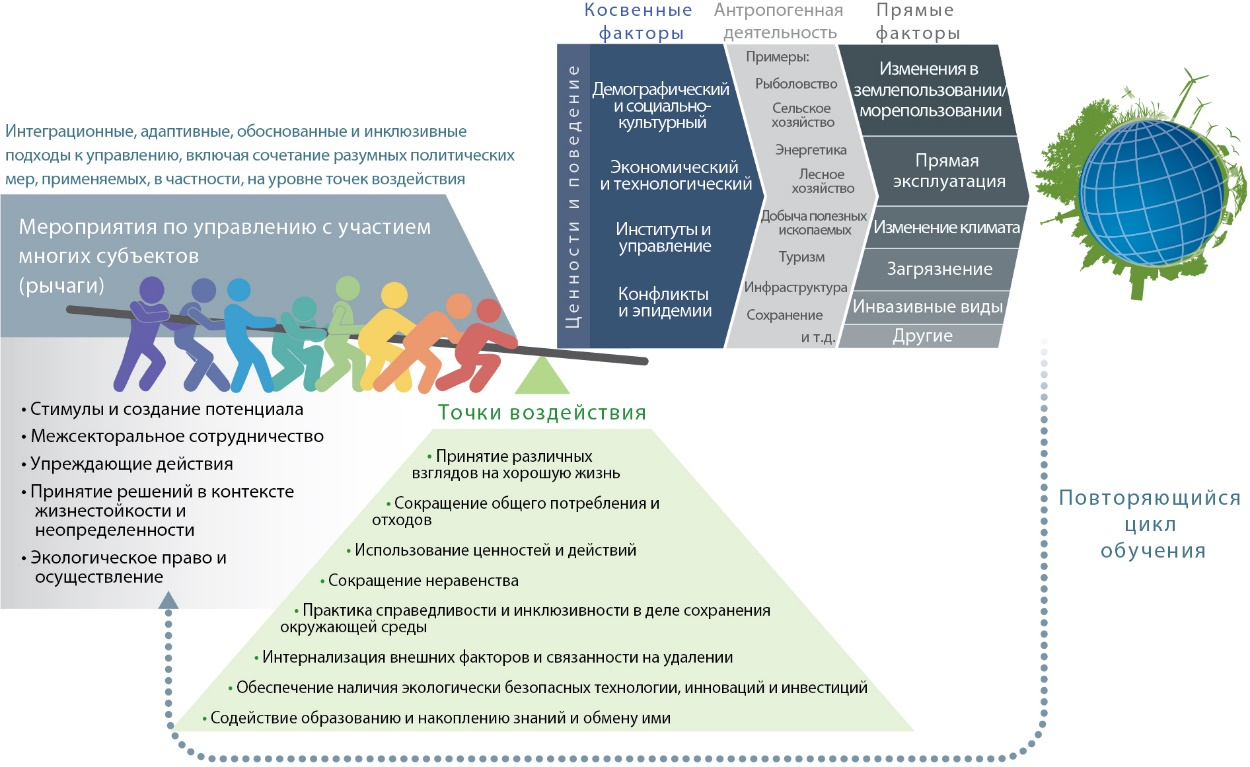 Косвенные
факторы
Антропогенная
деятельность
Прямые
факторы
Ценности и поведение
Демографический
и социально-
культурный
Экономический
и технологический
Институты и
управление
Конфликты
и эпидемии
Примеры:
Рыболовство
Сельское
хозяйство
Энергетика
Лесное
хозяйство
Добыча полезных
ископаемых
Туризм
Инфраструктура
Сохранение
и т.д.
Изменения в
землепользовании/
морепользовании
Прямая
эксплуатация
Изменение климата
Загрязнение
Инвазивные виды
Другие
Интеграционные, адаптивные, обоснованные и инклюзивные
подходы к управлению, включая сочетание разумных политических
мер, применяемых, в частности, на уровне точек воздействия
Мероприятия по управлению с участием
многих субъектов
(рычаги)
• Стимулы и создание потенциала
• Межсекторальное сотрудничество
• Упреждающие действия
• Принятие решений в контексте
жизнестойкости и
неопределенности
• Экологическое право и
осуществление
Точки воздействия
• Принятие различных
взглядов на хорошую жизнь
• Сокращение общего потребления и
отходов
• Использование ценностей и действий
• Сокращение неравенства
• Практика справедливости и инклюзивности в деле сохранения
окружающей среды
• Интернализация внешних факторов и связанности на удалении
• Обеспечение наличия экологически безопасных технологии, инноваций и инвестиций
• Содействие образованию и накоплению знаний и обмену ими
Повторяющийся
цикл
обучения